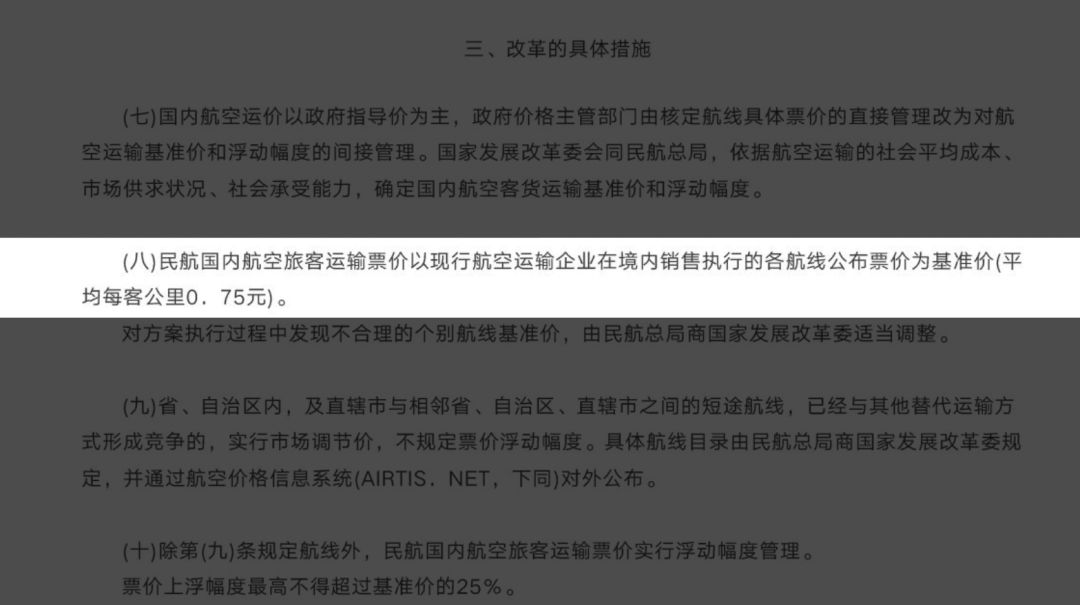 三、改革的具体措施
(七)国内航空运价以政府指导价为主，政府价格主管部门由核定航线具体票价的直接管理改为对航
空运输基准价和浮动幅度的间接管理。国家发展改革委会同民航总局，依据航空运输的社会平均成本、
市场供求状况、社会承受能力，确定国内航空客货运输基准价和浮动幅度。
(八)民航国内航空旅客运输票价以现行航空运输企业在境内销售执行的各航线公布票价为基准价(平
均每客公里0．75元)。
对方案执行过程中发现不合理的个别航线基准价，由民航总局商国家发展改革委适当调整。
(九)省、自治区内，及直辖市与相邻省、自治区、直辖市之间的短途航线，已经与其他替代运输方
式形成竞争的，实行市场调节价，不规定票价浮动幅度。具体航线目录由民航总局商国家发展改革委规
定，并通过航空价格信息系统(AIRTIS．NET，下同)对外公布。
(十)除第(九)条规定航线外，民航国内航空旅客运输票价实行浮动幅度管理。
票价上浮幅度最高不得超过基准价的25%。